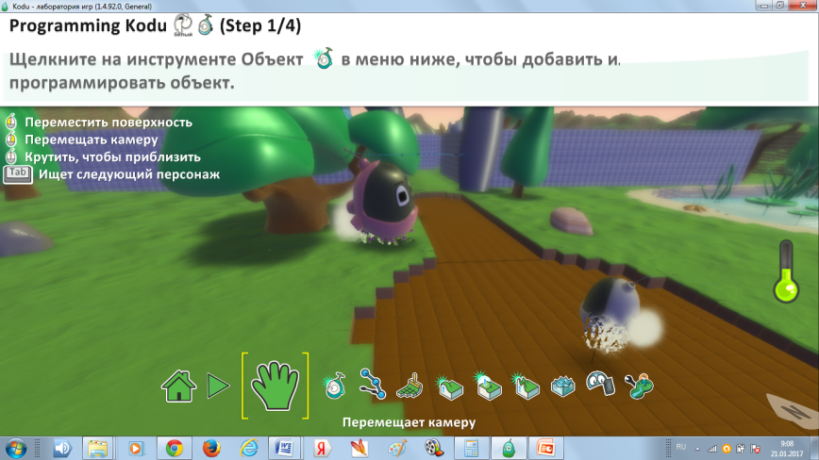 Kodu - лаборатория игр (1.4.92.0, General)
Programming Kodu (Step 1/4)
Щелкните на инструменте Объект в меню ниже, чтобы добавить и
программировать объект.
Переместить поверхность
Перемещать камеру
Крутить, чтобы приблизить
Tab Ищет следующий персонаж
N
Перемещает камеру
W
Я
RU
9:08
21.01.2017